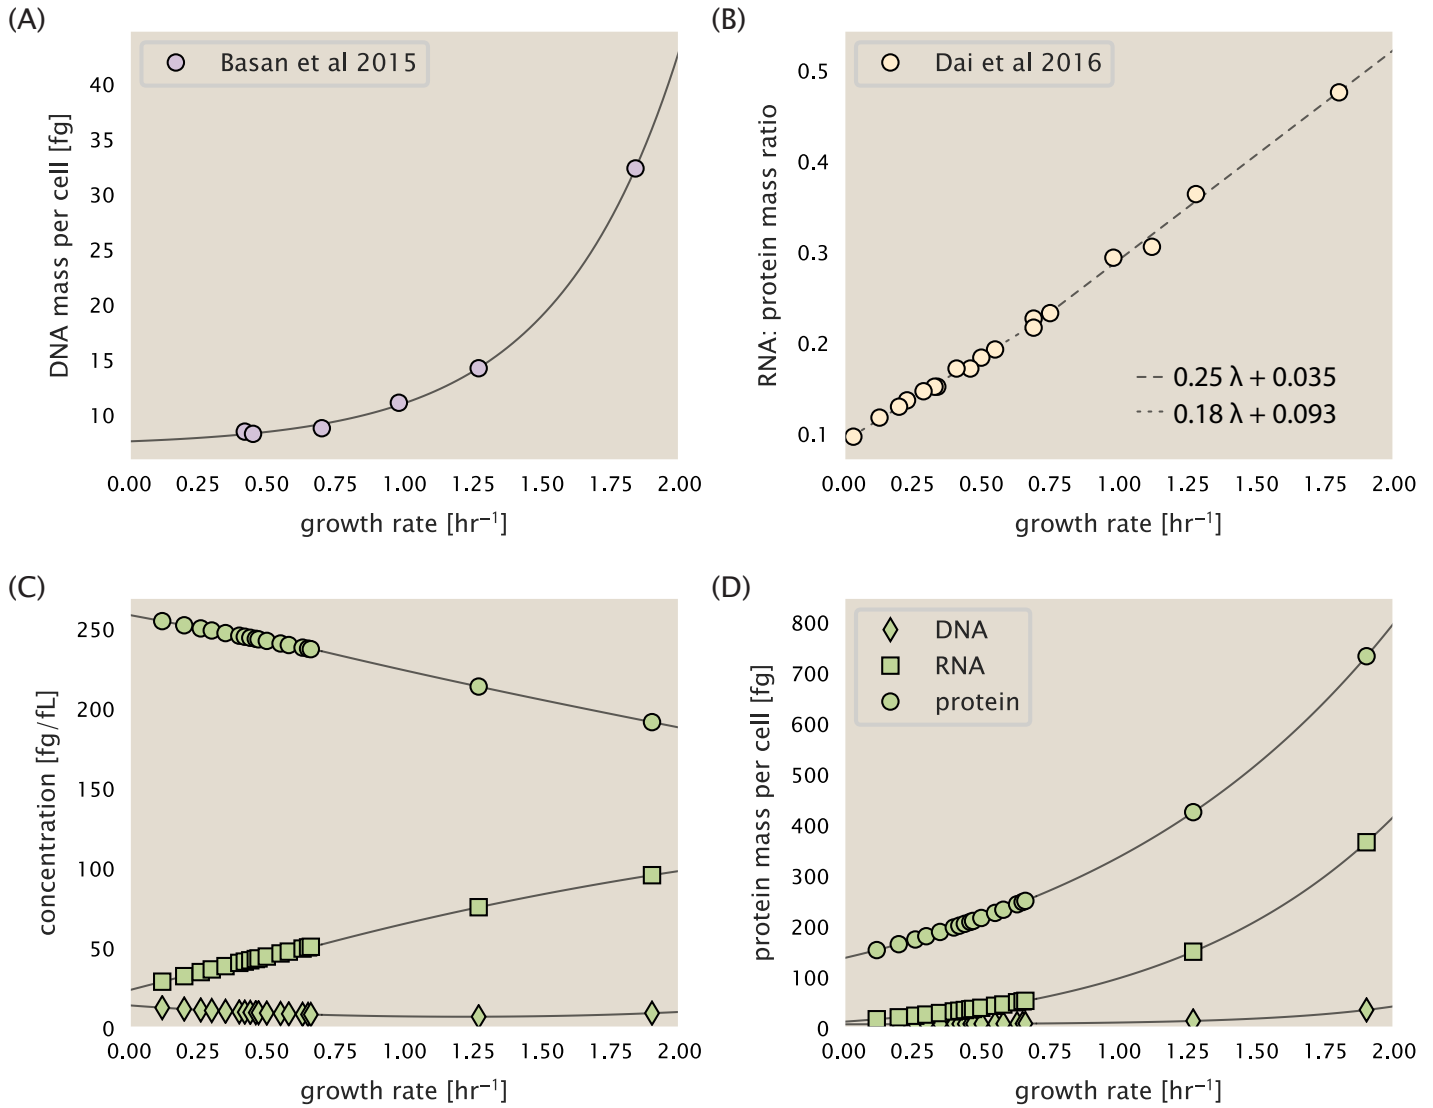 (A)
Basan et al 2015
DNA mass per cell [fg]
40
35
30
25
20
15
10
0.00 0.25 0.50 0.75 1.00 1.25 1.50 1.75 2.00
growth rate [hr⁻¹]
(B)
Dai et al 2016
RNA: protein mass ratio
0.5
0.4
0.3
0.2
0.1
0.25 λ + 0.035
0.18 λ + 0.093
0.00 0.25 0.50 0.75 1.00 1.25 1.50 1.75 2.00
growth rate [hr⁻¹]
(C)
concentration [fg/fL]
250
200
150
100
50
0
0.00 0.25 0.50 0.75 1.00 1.25 1.50 1.75 2.00
growth rate [hr⁻¹]
(D)
DNA
RNA
protein
protein mass per cell [fg]
800
700
600
500
400
300
200
100
0
0.00 0.25 0.50 0.75 1.00 1.25 1.50 1.75 2.00
growth rate [hr⁻¹]